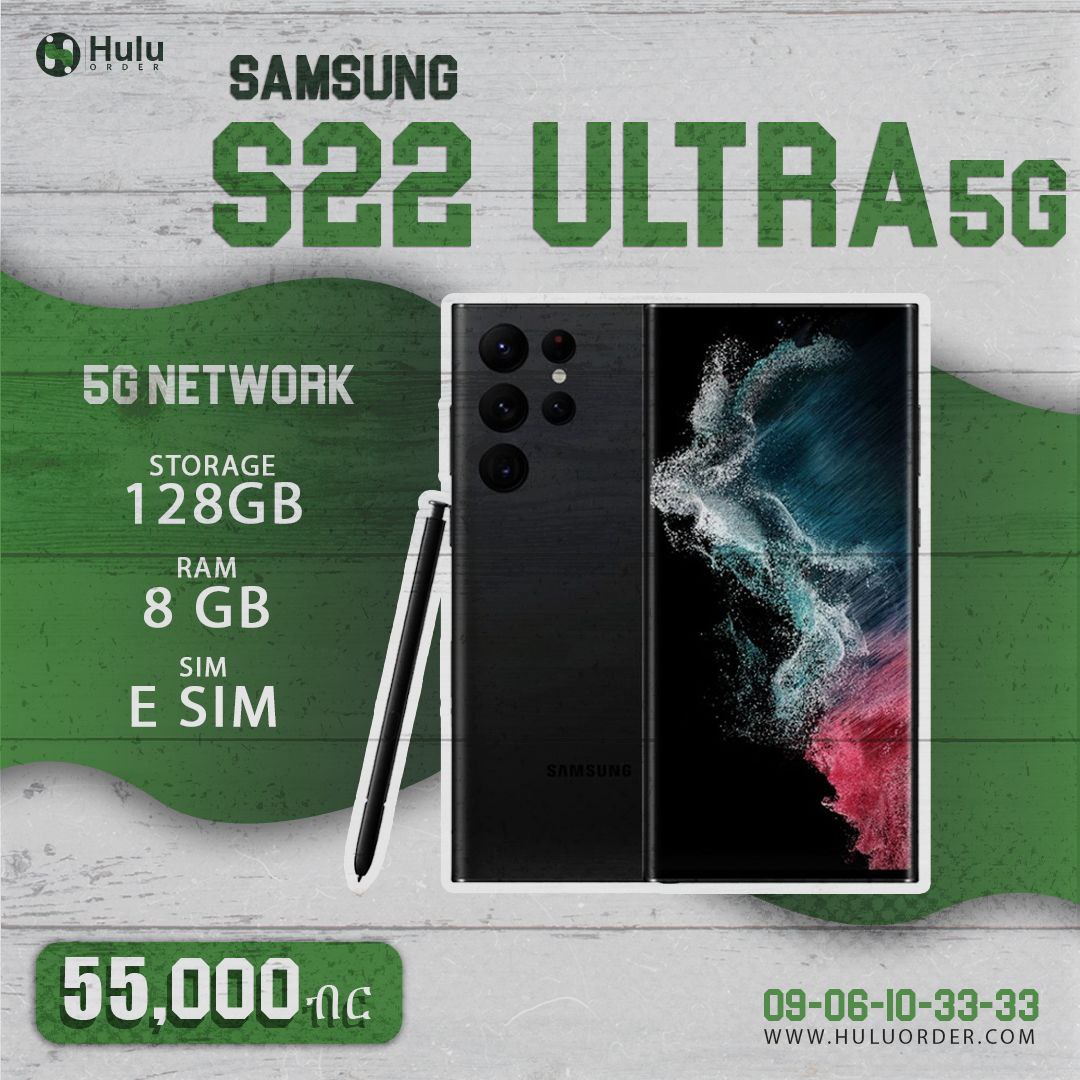 Hulu
ORDER
SAMSUNG
S22 ULTRA 5G
5G NETWORK
STORAGE
128GB
RAM
8 GB
SIM
E SIM
SAMSUNG
55,000 ብር
09-06-10-33-33
WWW.HULUORDER.COM